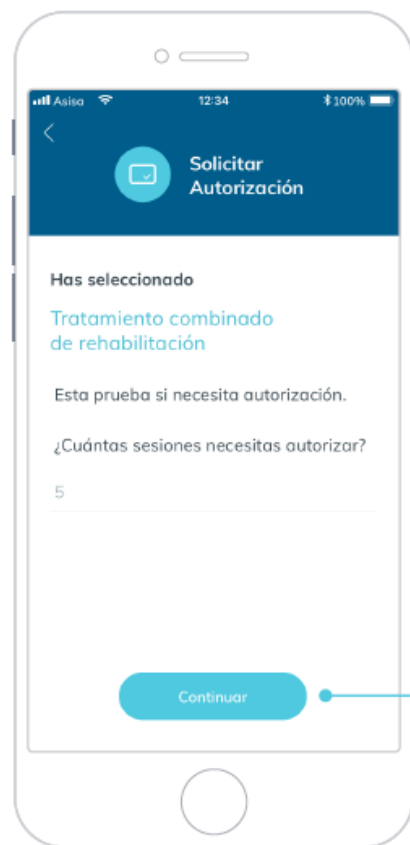 Asisa 12:34 100%
Solicitar
Autorización
Has seleccionado
Tratamiento combinado
de rehabilitación
Esta prueba si necesita autorización.
¿Cuántas sesiones necesitas autorizar?
5
Continuar